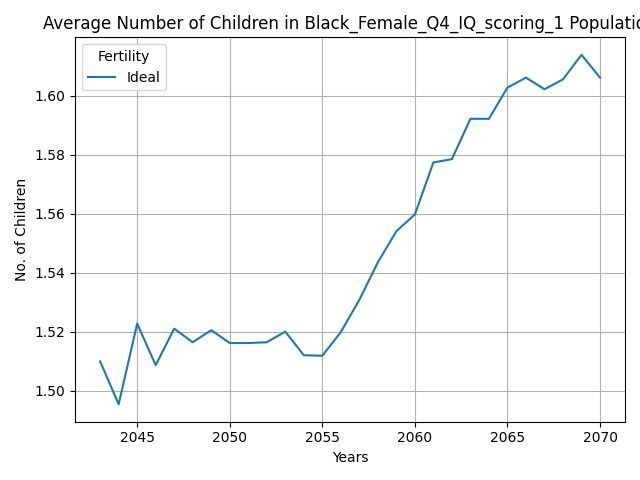 Average Number of Children in Black_Female_Q4_IQ_scoring_1 Populatio
Fertility
Ideal
No. of Children
1.60
1.58
1.56
1.54
1.52
1.50
2045 2050 2055 2060 2065 2070
Years